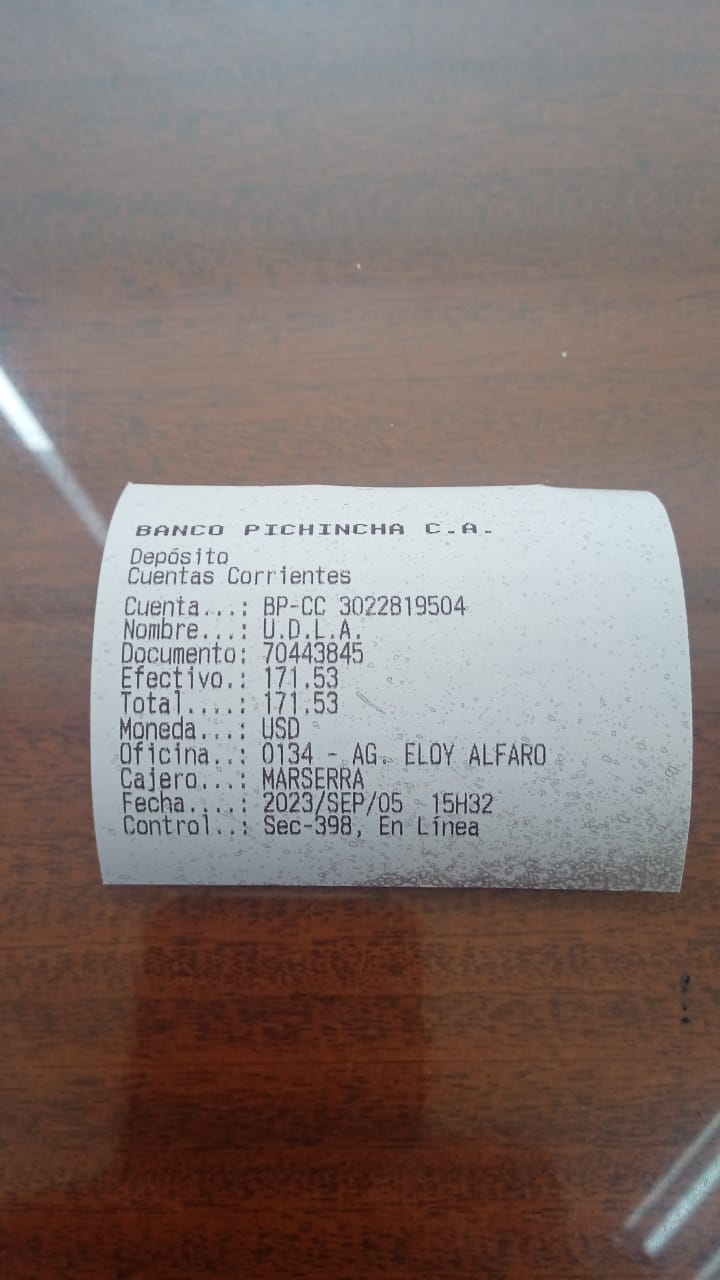 BANCO PICHINCHA C.A.
Depósito
Cuentas Corrientes
Cuenta...: BP-CC 3022819504
Nombre...: U.D.L.A.
Documento: 70443845
Efectivo.: 171.53
Total....: 171.53
Moneda...: USD
Oficina..: 0134 - AG. ELOY ALFARO
Cajero...: MARSERRA
Fecha....: 2023/SEP/05 15H32
Control..: Sec-398, En Línea